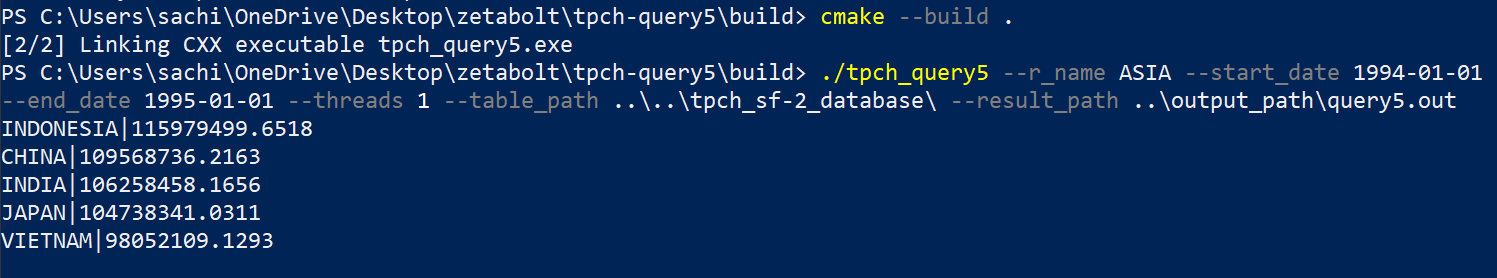 PS C:\Users\sachi\OneDrive\Desktop\zetabolt\tpch-query5\build> cmake --build .
[2/2] Linking CXX executable tpch_query5.exe
PS C:\Users\sachi\OneDrive\Desktop\zetabolt\tpch-query5\build> ./tpch_query5 --r_name ASIA --start_date 1994-01-01
--end_date 1995-01-01 --threads 1 --table_path ..\..\tpch_sf-2_database\ --result_path ..\output_path\query5.out
INDONESIA|115979499.6518
CHINA|109568736.2163
INDIA|106258458.1656
JAPAN|104738341.0311
VIETNAM|98052109.1293